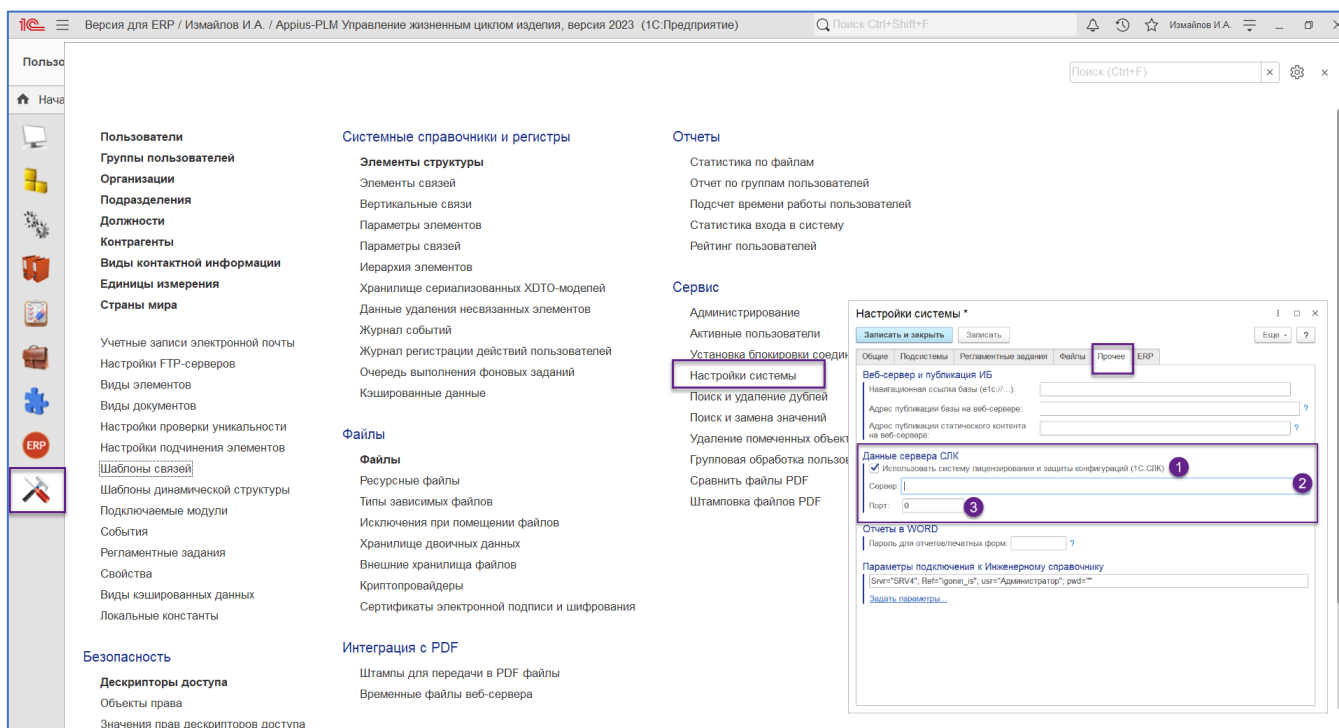 1С Версия для ERP / Измайлов И.А. / Appius-PLM Управление жизненным циклом изделия, версия 2023 (1С:Предприятие)
Поиск Ctrl+Shift+F
Измайлов И.А.
Пользо
Поиск (Ctrl+F)
Нача
ERP
Пользователи
Группы пользователей
Организации
Подразделения
Должности
Контрагенты
Виды контактной информации
Единицы измерения
Страны мира
Учетные записи электронной почты
Настройки FTP-серверов
Виды элементов
Виды документов
Настройки проверки уникальности
Настройки подчинения элементов
Шаблоны связей
Шаблоны динамической структуры
Подключаемые модули
События
Регламентные задания
Свойства
Виды кэшированных данных
Локальные константы
Безопасность
Дескрипторы доступа
Объекты права
Значения прав дескрипторов доступа
Системные справочники и регистры
Элементы структуры
Элементы связей
Вертикальные связи
Параметры элементов
Параметры связей
Иерархия элементов
Хранилище сериализованных XDTO-моделей
Данные удаления несвязанных элементов
Журнал событий
Журнал регистрации действий пользователей
Очередь выполнения фоновых заданий
Кэшированные данные
Файлы
Файлы
Ресурсные файлы
Типы зависимых файлов
Исключения при помещении файлов
Хранилище двоичных данных
Внешние хранилища файлов
Криптопровайдеры
Сертификаты электронной подписи и шифрования
Интеграция с PDF
Штампы для передачи в PDF файлы
Временные файлы веб-сервера
Отчеты
Статистика по файлам
Отчет по группам пользователей
Подсчет времени работы пользователей
Статистика входа в систему
Рейтинг пользователей
Сервис
Администрирование
Активные пользователи
Установка блокировки соедин
Настройки системы
Поиск и удаление дублей
Поиск и замена значений
Удаление помеченных объект
Групповая обработка пользов
Сравнить файлы PDF
Штамповка файлов PDF
Настройки системы *
Записать и закрыть Записать Еще - ?
Общие Подсистемы Регламентные задания Файлы Прочее ERP
Веб-сервер и публикация ИБ
Навигационная ссылка базы (e1c://...):
Адрес публикации базы на веб-сервере: ?
Адрес публикации статического контента ?
на веб-сервере:
Данные сервера СЛК
Использовать систему лицензирования и защиты конфигураций (1С:СЛК) 1
Сервер: 2
Порт: 0 3
Отчеты в WORD
Пароль для отчетов/печатных форм: ?
Параметры подключения к Инженерному справочнику
Srvr="SRV4"; Ref="igonin_is"; usr="Администратор"; pwd=""
Задать параметры...